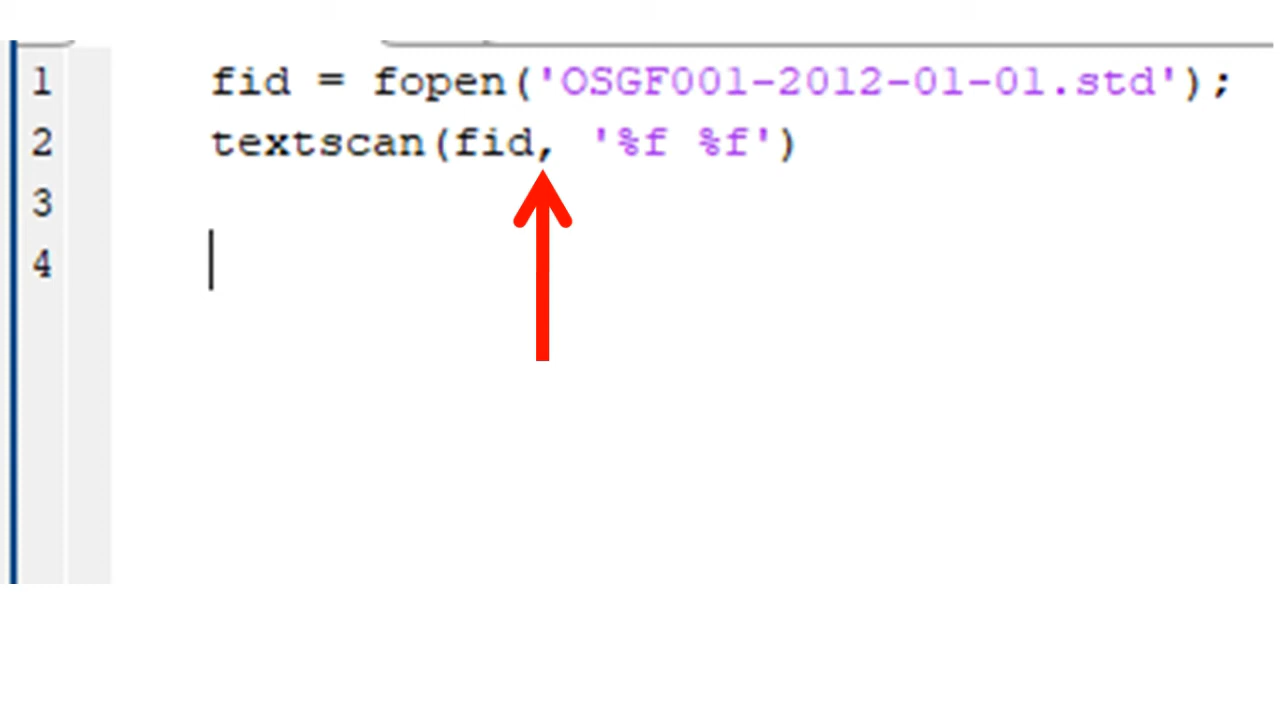 1 fid = fopen('OSGF001-2012-01-01.std');
2 textscan(fid, '%f %f')
3
4